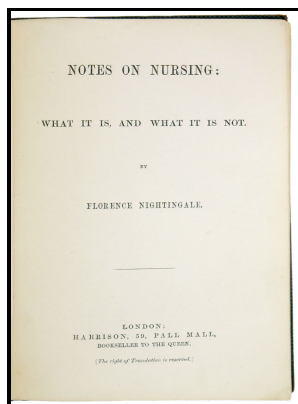 NOTES ON NURSING:
WHAT IT IS, AND WHAT IT IS NOT.
BY
FLORENCE NIGHTINGALE.
LONDON:
HARRISON, 59, PALL MALL,
BOOKSELLER TO THE QUEEN.
[The right of Translation is reserved.]